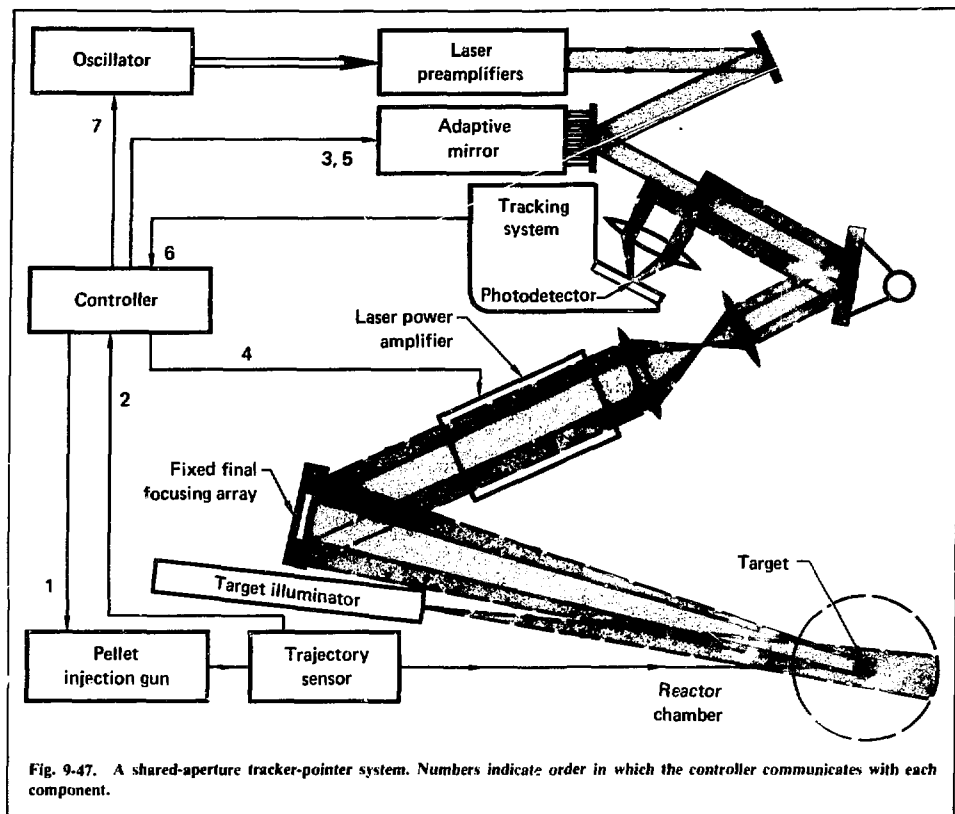 Oscillator
Laser
preamplifiers
7
Adaptive
mirror
3, 5
Tracking
system
6
Photodetector
Controller
Laser power
amplifier
4
2
Fixed final
focusing array
Target
1
Target illuminator
Pellet
injection gun
Trajectory
sensor
Reactor
chamber
Fig. 9-47. A shared-aperture tracker-pointer system. Numbers indicate order in which the controller communicates with each
component.